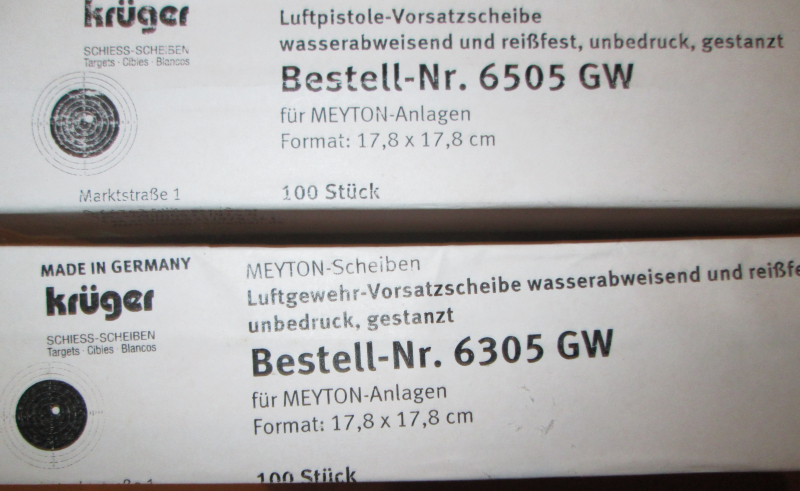 krüger
SCHIESS-SCHEIBEN
Targets · Cibles · Blancos
Marktstraße 1
Luftpistole-Vorsatzscheibe
wasserabweisend und reißfest, unbedruck, gestanzt
Bestell-Nr. 6505 GW
für MEYTON-Anlagen
Format: 17,8 x 17,8 cm
100 Stück
MADE IN GERMANY
krüger
SCHIESS-SCHEIBEN
Targets · Cibles · Blancos
MEYTON-Scheiben
Luftgewehr-Vorsatzscheibe wasserabweisend und
unbedruck, gestanzt
Bestell-Nr. 6305 GW
für MEYTON-Anlagen
Format: 17,8 x 17,8 cm
100 Stück